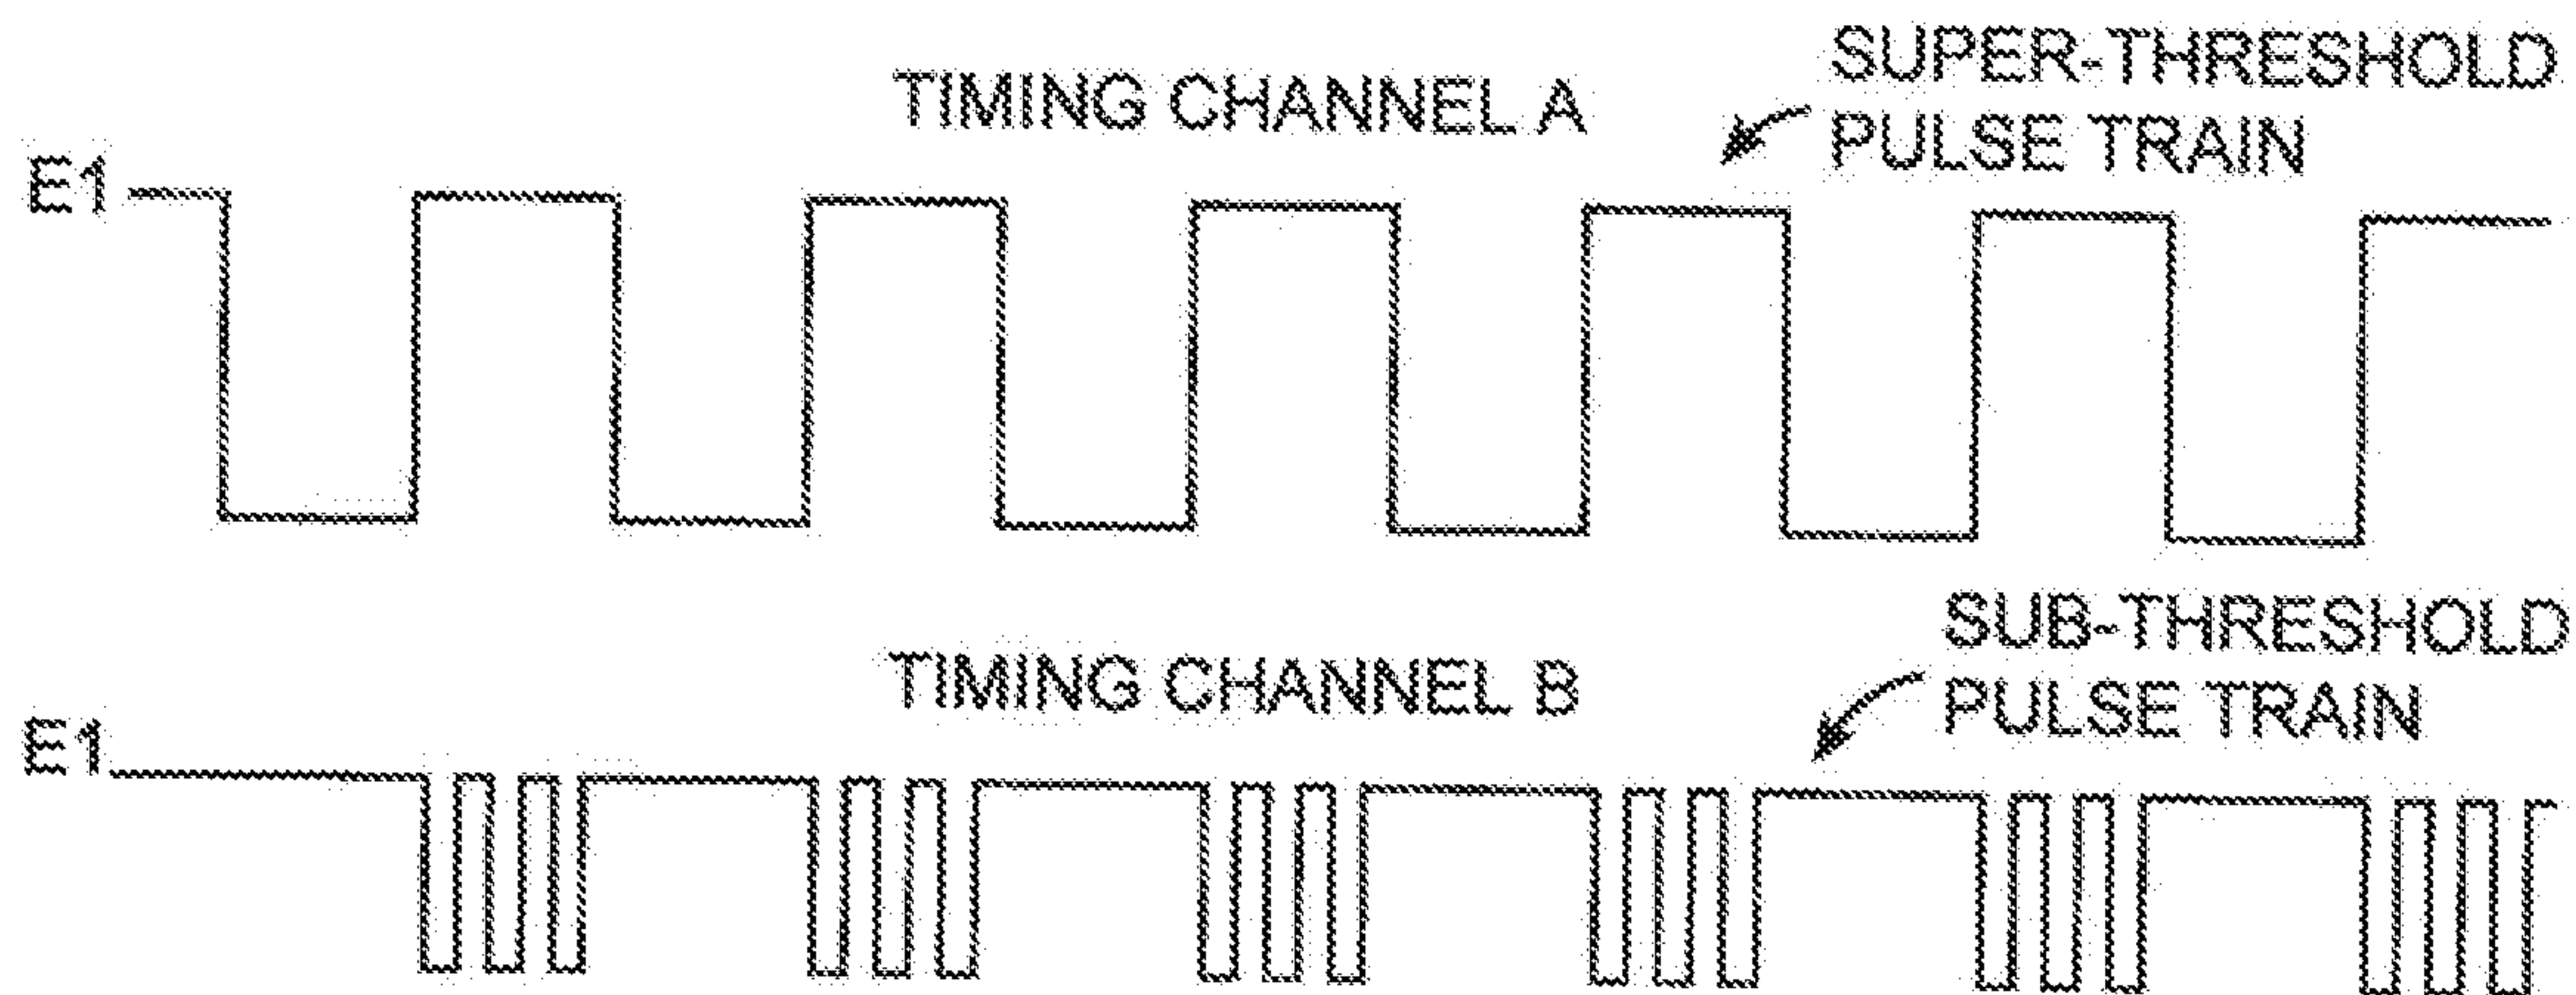 TIMING CHANNEL A
SUPER-THRESHOLD
PULSE TRAIN
E1
TIMING CHANNEL B
SUB-THRESHOLD
PULSE TRAIN
E1